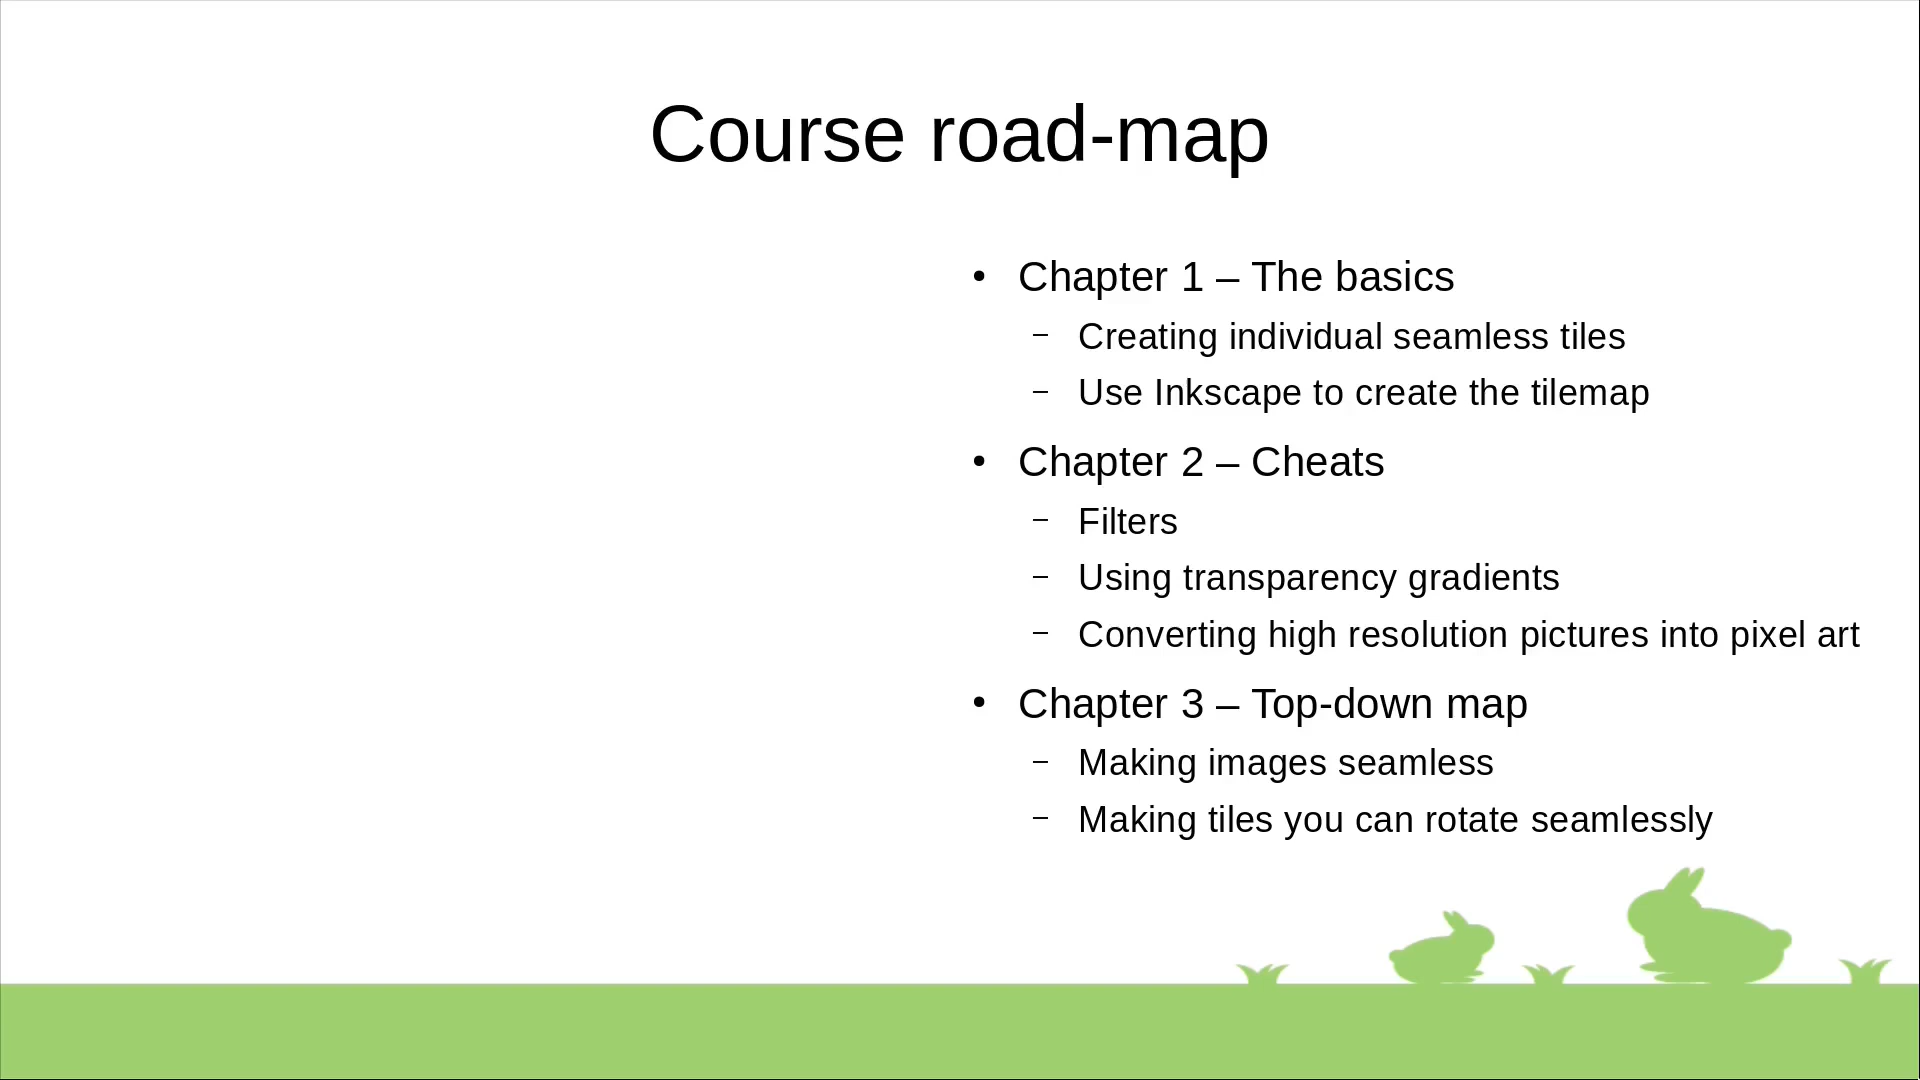 Course road-map
• Chapter 1 – The basics
– Creating individual seamless tiles
– Use Inkscape to create the tilemap
• Chapter 2 – Cheats
– Filters
– Using transparency gradients
– Converting high resolution pictures into pixel art
• Chapter 3 – Top-down map
– Making images seamless
– Making tiles you can rotate seamlessly